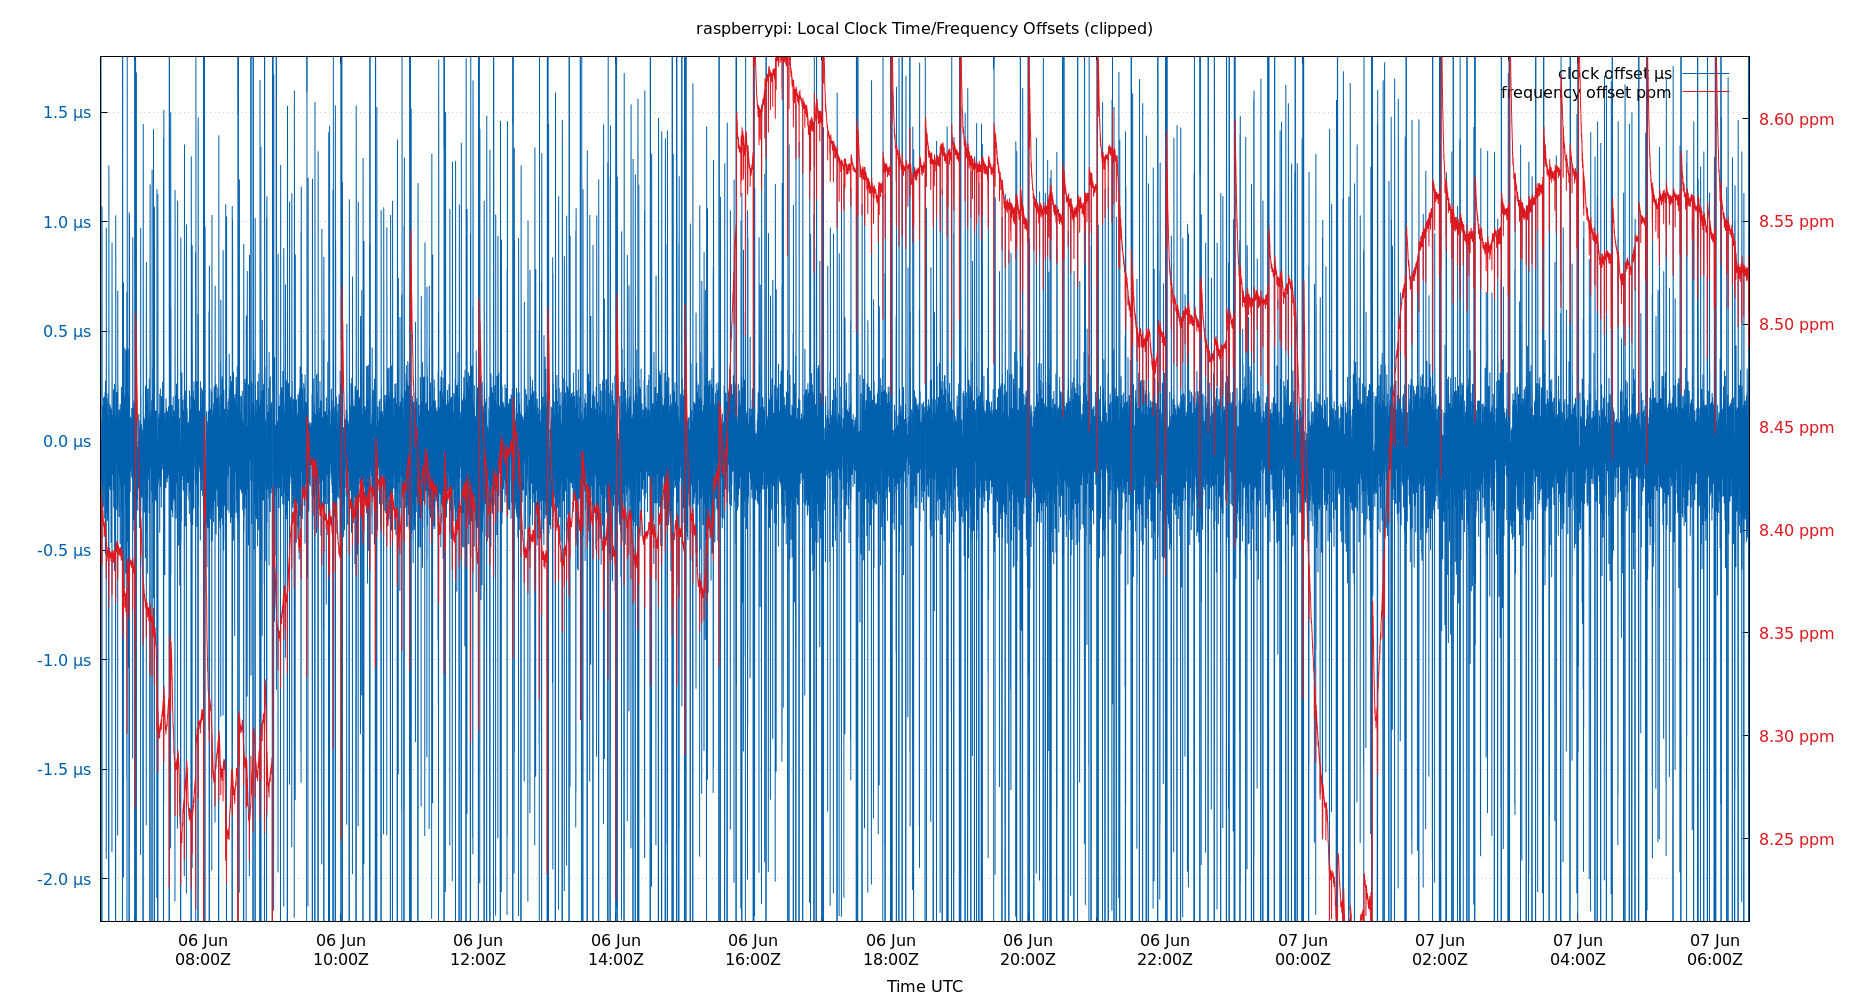 raspberrypi: Local Clock Time/Frequency Offsets (clipped)
clock offset µs
frequency offset ppm
1.5 µs
1.0 µs
0.5 µs
0.0 µs
-0.5 µs
-1.0 µs
-1.5 µs
-2.0 µs
8.60 ppm
8.55 ppm
8.50 ppm
8.45 ppm
8.40 ppm
8.35 ppm
8.30 ppm
8.25 ppm
06 Jun 06 Jun 06 Jun 06 Jun 06 Jun 06 Jun 06 Jun 06 Jun 07 Jun 07 Jun 07 Jun 07 Jun
08:00Z 10:00Z 12:00Z 14:00Z 16:00Z 18:00Z 20:00Z 22:00Z 00:00Z 02:00Z 04:00Z 06:00Z
Time UTC